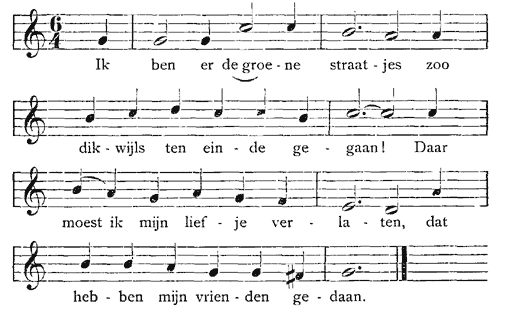 6
4
Ik ben er de groe - ne straat - jes zoo
dik - wijls ten ein - de ge - gaan! Daar
moest ik mijn lief - je ver - la - ten, dat
heb - ben mijn vrien - den ge - daan.